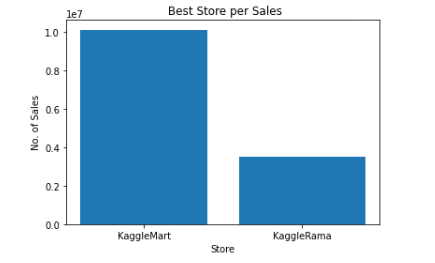 Best Store per Sales
1e7
1.0
0.8
0.6
0.4
0.2
0.0
No. of Sales
KaggleMart KaggleRama
Store